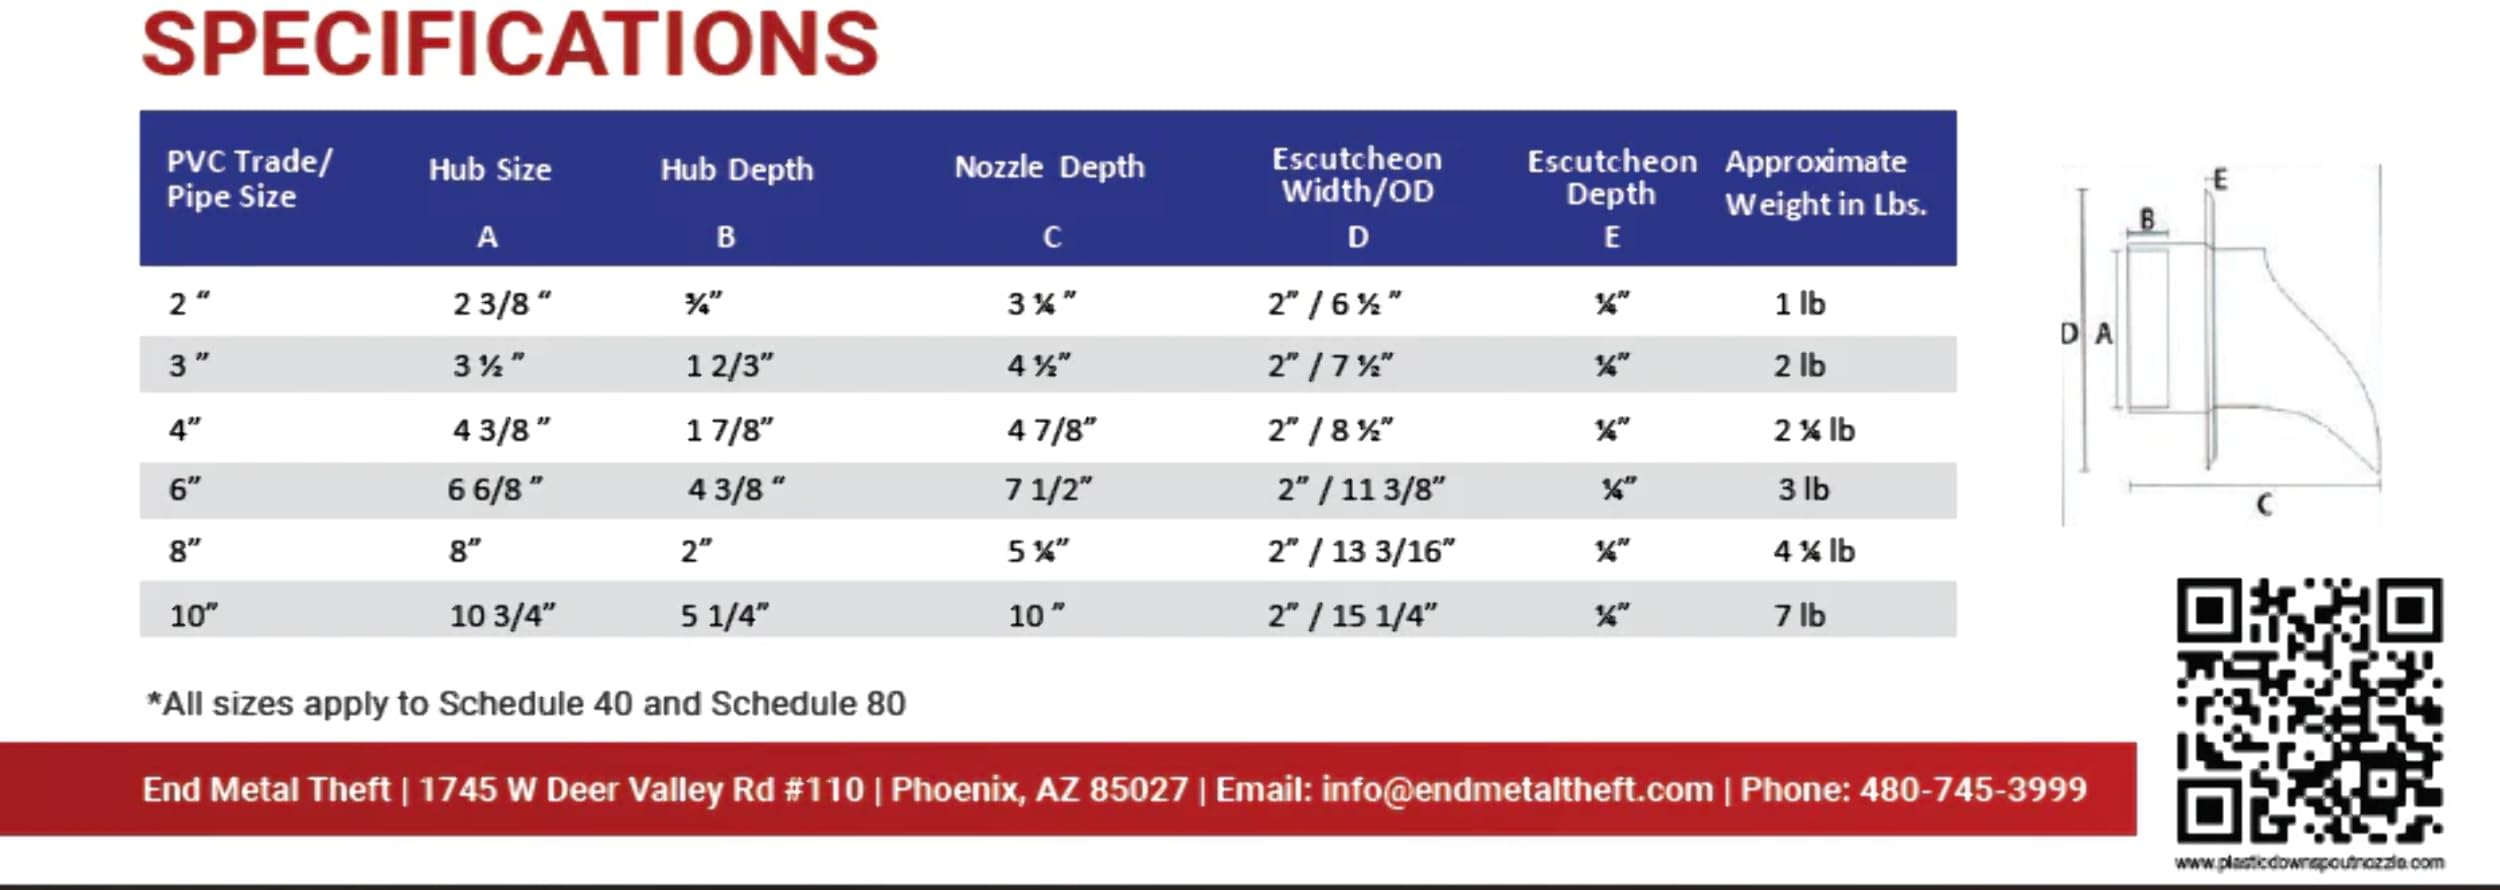 SPECIFICATIONS
PVC Trade/ Pipe Size Hub Size A Hub Depth B Nozzle Depth C Escutcheon Width/OD D Escutcheon Depth E Approximate Weight in Lbs.
2 “ 2 3/8 “ ¾” 3 ¼ ” 2” / 6 ½ ” ¼” 1 lb
3 ” 3 ½ ” 1 2/3” 4 ½” 2” / 7 ½” ¼” 2 lb
4” 4 3/8 ” 1 7/8” 4 7/8” 2” / 8 ½” ¼” 2 ¼ lb
6” 6 6/8 ” 4 3/8 “ 7 1/2” 2” / 11 3/8” ¼” 3 lb
8” 8” 2” 5 ¼” 2” / 13 3/16” ¼” 4 ¼ lb
10” 10 3/4” 5 1/4” 10 ” 2” / 15 1/4” ¼” 7 lb
E
B
D A
C
*All sizes apply to Schedule 40 and Schedule 80
End Metal Theft | 1745 W Deer Valley Rd #110 | Phoenix, AZ 85027 | Email: info@endmetaltheft.com | Phone: 480-745-3999
www.plasticdownspoutnozzle.com